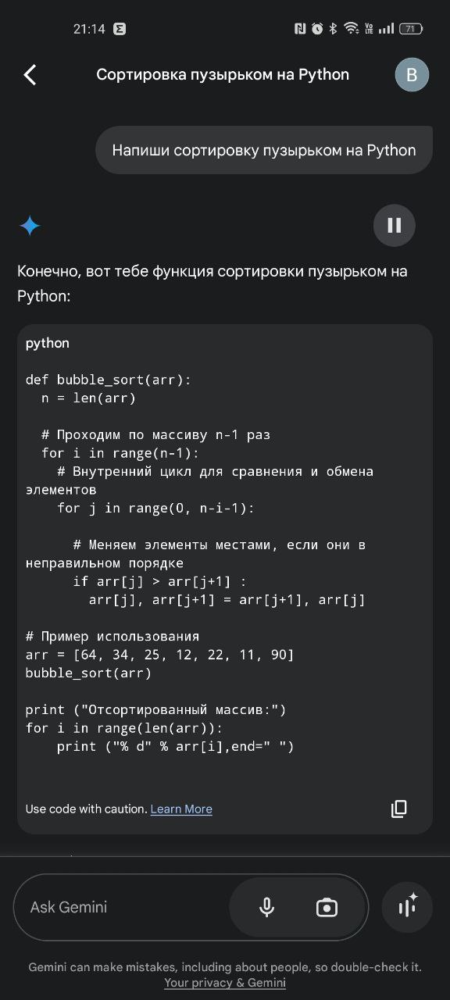 21:14 Σ Vo LTE 71
Сортировка пузырьком на Python B
Напиши сортировку пузырьком на Python
Конечно, вот тебе функция сортировки пузырьком на
Python:
python
def bubble_sort(arr):
  n = len(arr)
  # Проходим по массиву n-1 раз
  for i in range(n-1):
    # Внутренний цикл для сравнения и обмена
элементов
    for j in range(0, n-i-1):
      # Меняем элементы местами, если они в
неправильном порядке
      if arr[j] > arr[j+1] :
        arr[j], arr[j+1] = arr[j+1], arr[j]
# Пример использования
arr = [64, 34, 25, 12, 22, 11, 90]
bubble_sort(arr)
print ("Отсортированный массив:")
for i in range(len(arr)):
    print ("% d" % arr[i],end=" ")
Use code with caution. Learn More
Ask Gemini
Gemini can make mistakes, including about people, so double-check it.
Your privacy & Gemini